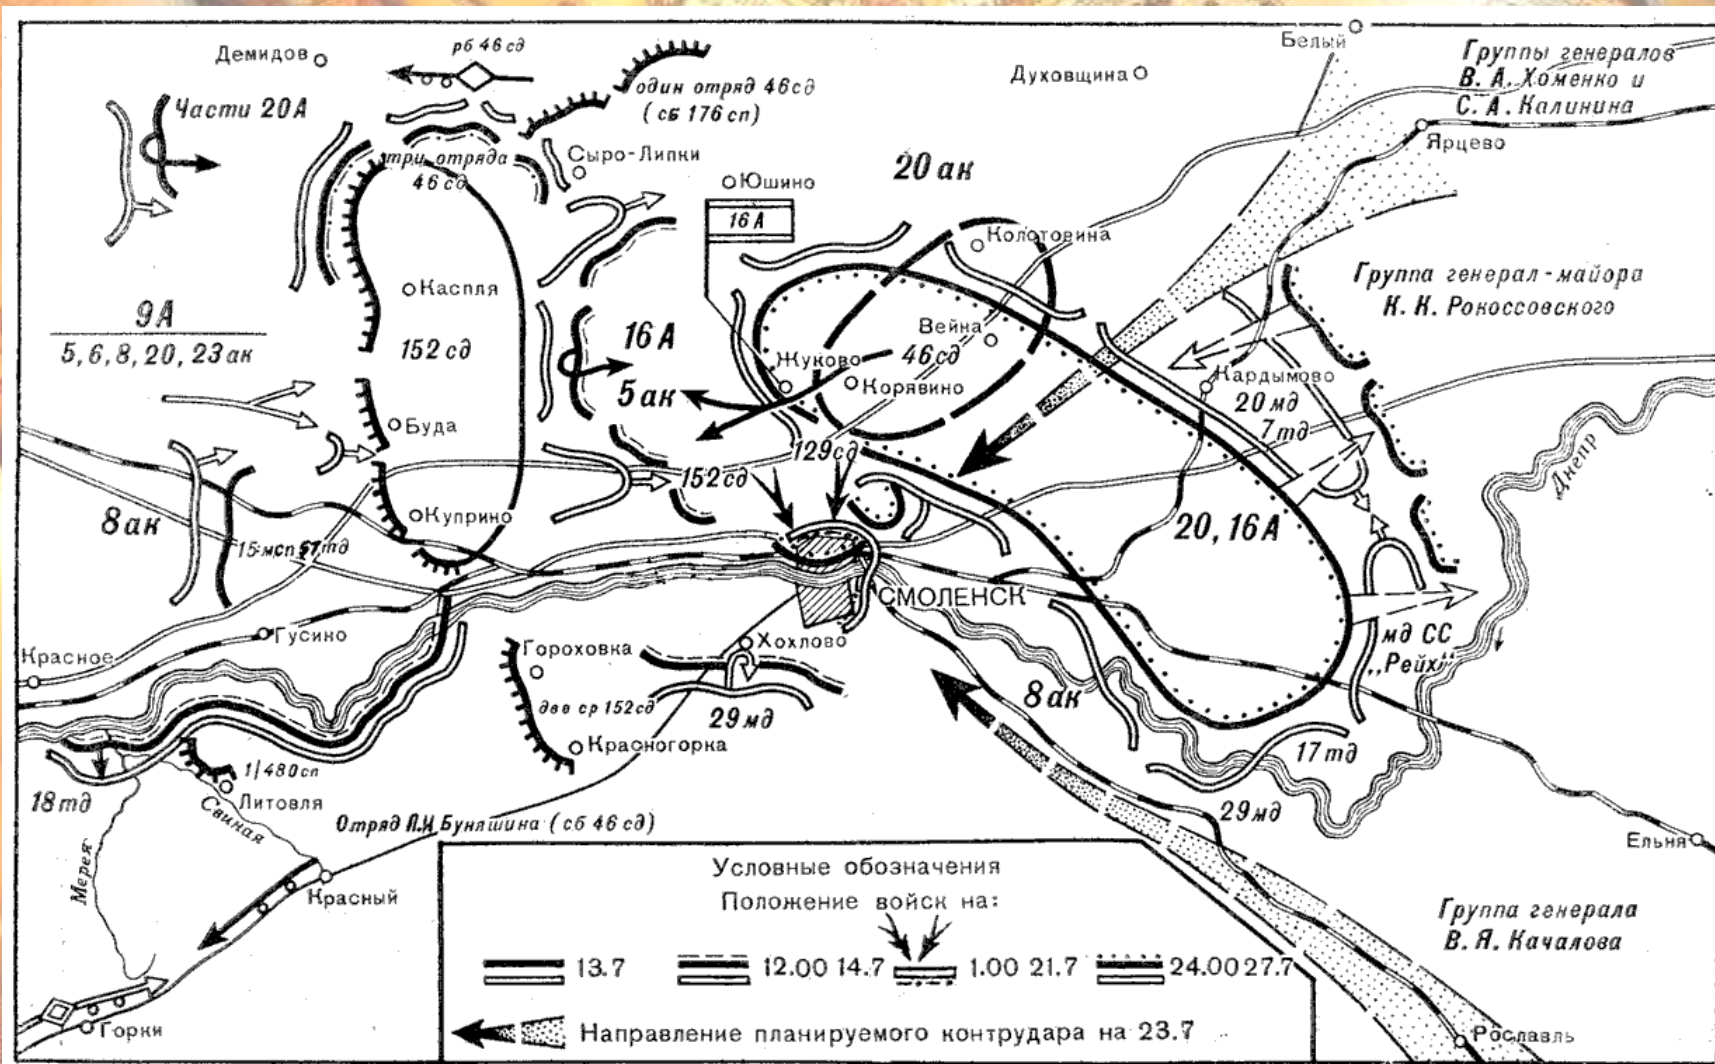 Демидов
рб 46 сд
один отряд 46 сд
(сб 176 сп)
Духовщина
Белый
Группы генералов
В. А. Хоменко и
С. А. Калинина
Части 20А
три отряда
46 сд
Сыро-Липки
Юшино
16 А
20 ак
Ярцево
Колотовина
Группа генерал-майора
К. К. Рокоссовского
Каспля
9А
5, 6, 8, 20, 23 ак
152 сд
16 А
5 ак
Жуково
Вейна
46 сд
Корявино
Кардымово
20 мд
7 тд
Буда
129 сд
152 сд
Днепр
8 ак
Куприно
15 мсп 57 тд
20, 16 А
СМОЛЕНСК
Гусино
Красное
Гороховка
Хохлово
мд СС
„Рейх"
две ср 152 сд
29 мд
8 ак
Красногорка
17 тд
1/480 сп
Литовля
18 тд
Свиная
29 мд
Отряд П.И. Буняшина (сб 46 сд)
Ельня
Мерея
Красный
Условные обозначения
Положение войск на:
13.7
12.00 14.7
1.00 21.7
24.00 27.7
Направление планируемого контрудара на 23.7
Группа генерала
В. Я. Качалова
Горки
Рославль